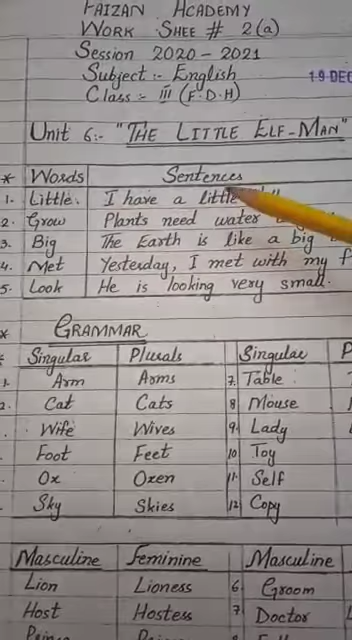 FAIZAN ACADEMY
WORK SHEE # 2(a)
Session 2020-2021
Subject:- English
19 DEC
Class:- III (F.D.H)
Unit 6:- "THE LITTLE ELF-MAN"
* Words Sentences
1. Little. I have a little
2. Grow Plants need water
3. Big The Earth is like a big
4. Met Yesterday, I met with my f
5. Look He is looking very small.
* GRAMMAR
Singular Plurals Singular P
1. Arm Arms 7. Table
2. Cat Cats 8 Mouse
Wife Wives 9. Lady
Foot Feet 10 Toy
Ox Oxen 11. Self
Sky Skies 12 Copy
Masculine Feminine Masculine
Lion Lioness 6. Groom
Host Hostess 7. Doctor